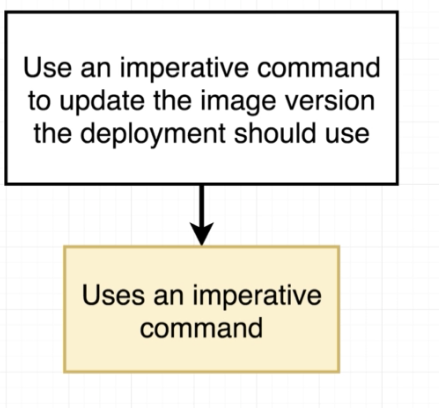 Use an imperative command
to update the image version
the deployment should use
Uses an imperative
command